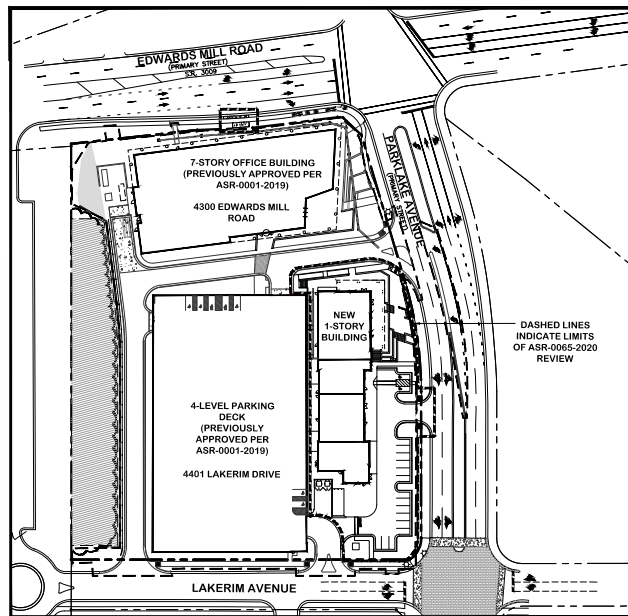 EDWARDS MILL ROAD
(PRIMARY STREET)
S.R. 3009
7-STORY OFFICE BUILDING
(PREVIOUSLY APPROVED PER
ASR-0001-2019)
4300 EDWARDS MILL
ROAD
PARKLAKE AVENUE
(PRIMARY STREET)
NEW
1-STORY
BUILDING
DASHED LINES
INDICATE LIMITS
OF ASR-0065-2020
REVIEW
4-LEVEL PARKING
DECK
(PREVIOUSLY
APPROVED PER
ASR-0001-2019)
4401 LAKERIM DRIVE
LAKERIM AVENUE